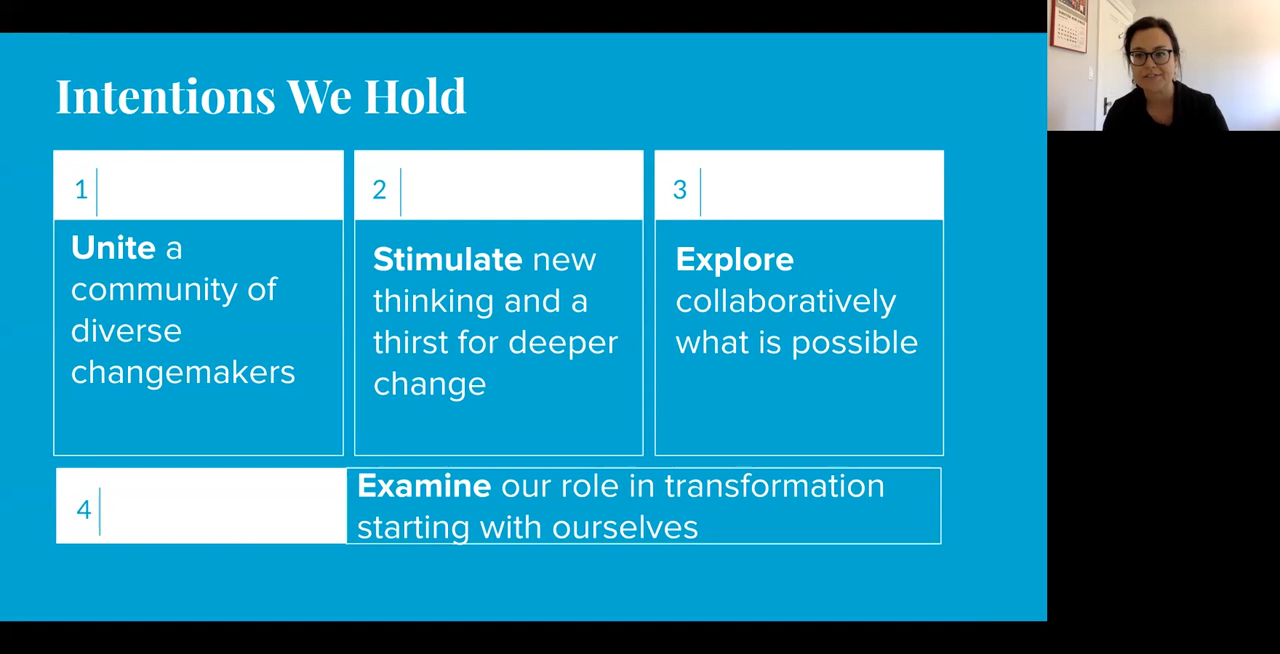 Intentions We Hold
1
Unite a
community of
diverse
changemakers
2
Stimulate new
thinking and a
thirst for deeper
change
3
Explore
collaboratively
what is possible
4
Examine our role in transformation
starting with ourselves